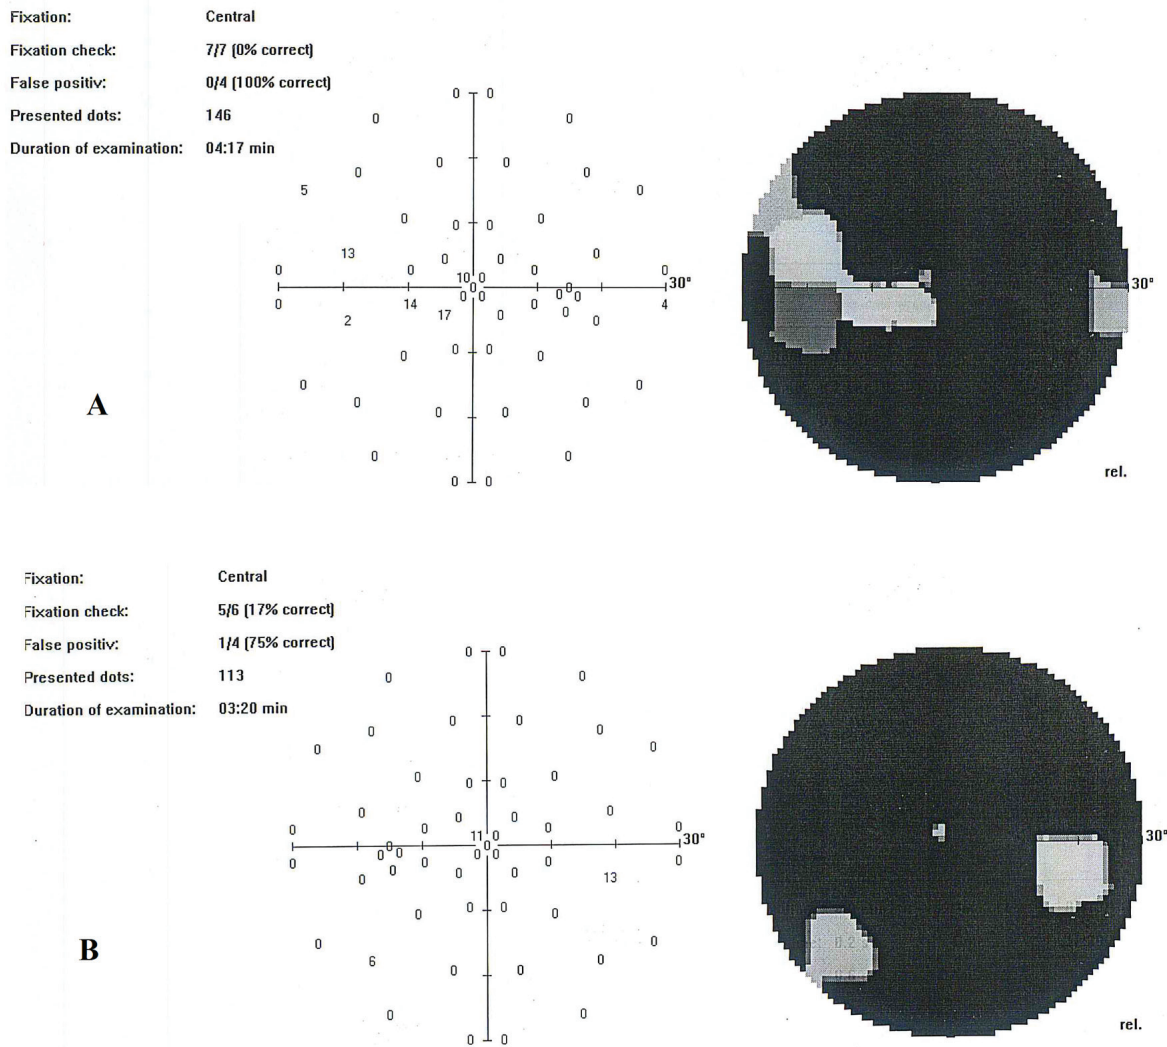 Fixation: Central
Fixation check: 7/7 (0% correct)
False positiv: 0/4 (100% correct)
Presented dots: 146
Duration of examination: 04:17 min
0 0
0 0
0 0
0 0
5 0
0 0
0 0
13 0
0 0
0 0 0 0
10 0
0 0 30° 30°
0 0 0 0 0
0 14 0 4
2 17 0 0 0
0 0
0 0
0 0
0 0
0 0
0 0
0 0
A
rel.
Fixation: Central
Fixation check: 5/6 (17% correct)
False positiv: 1/4 (75% correct)
Presented dots: 113
Duration of examination: 03:20 min
0 0
0 0
0 0
0 0
0 0
0 0
0 0
0 0
0 0
0 0 0 0
11 0
0 0 30° 30°
0 0 0 0
0 0 0 0
0 0 0
0 13
0 0
0 0
0 0
6 0
0 0
0 0
0 0
B
rel.